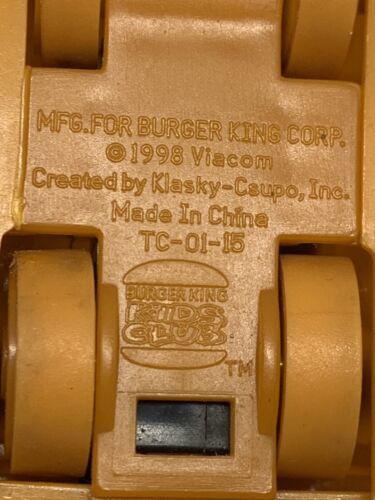 MFG.FOR BURGER KING CORP.
©1998 Viacom
Created by Klasky-Csupo, Inc.
Made In China
TC-01-15
BURGER KING
KIDS
CLUB
TM